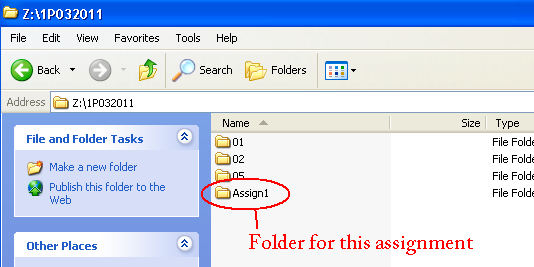 Z:\1P032011
File Edit View Favorites Tools Help
Back Search Folders
Address Z:\1P032011
File and Folder Tasks
Make a new folder
Publish this folder to the
Web
Other Places
Name Size Type
01 File Folde
02 File Folde
05 File Folde
Assign1 File Folde
Folder for this assignment